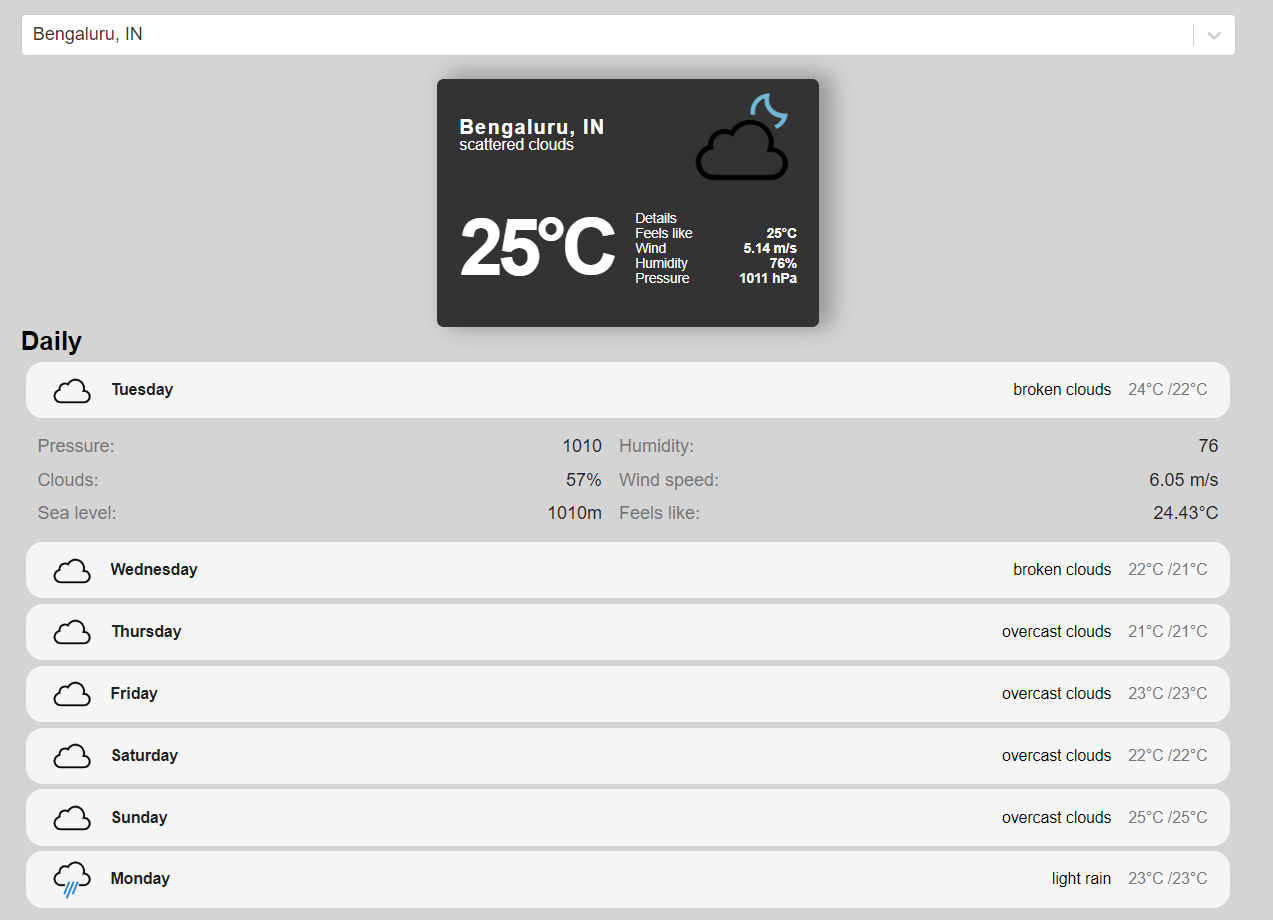 Bengaluru, IN
Bengaluru, IN
scattered clouds
25°C
Details
Feels like 25°C
Wind 5.14 m/s
Humidity 76%
Pressure 1011 hPa
Daily
Tuesday broken clouds 24°C /22°C
Pressure: 1010 Humidity: 76
Clouds: 57% Wind speed: 6.05 m/s
Sea level: 1010m Feels like: 24.43°C
Wednesday broken clouds 22°C /21°C
Thursday overcast clouds 21°C /21°C
Friday overcast clouds 23°C /23°C
Saturday overcast clouds 22°C /22°C
Sunday overcast clouds 25°C /25°C
Monday light rain 23°C /23°C